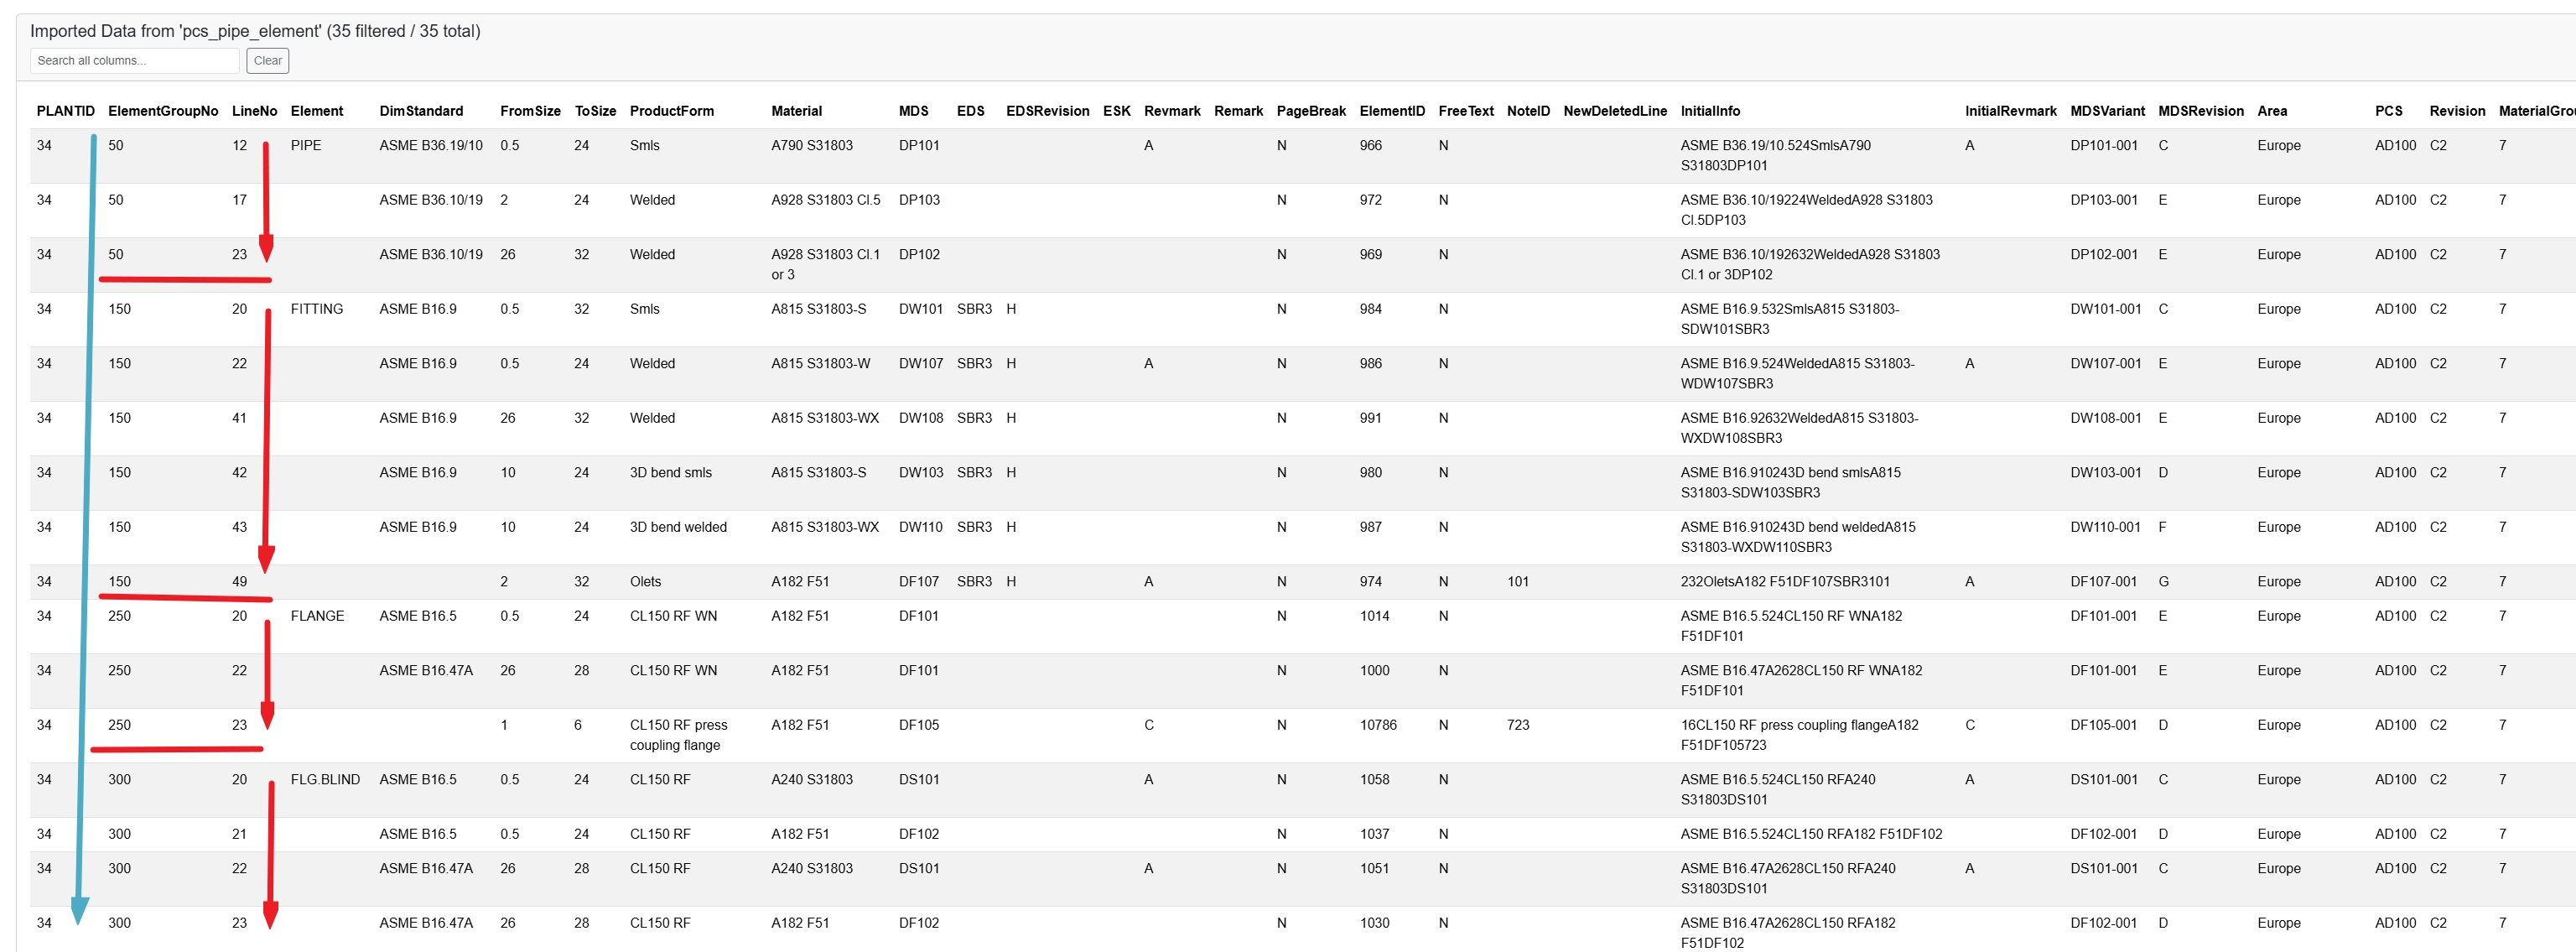 Imported Data from 'pcs_pipe_element' (35 filtered / 35 total)
Search all columns... Clear
PLANTID ElementGroupNo LineNo Element DimStandard FromSize ToSize ProductForm Material MDS EDS EDSRevision ESK Revmark Remark PageBreak ElementID FreeText NoteID NewDeletedLine InitialInfo InitialRevmark MDSVariant MDSRevision Area PCS Revision MaterialGrou
34 50 12 PIPE ASME B36.19/10 0.5 24 Smls A790 S31803 DP101 A N 966 N ASME B36.19/10.524SmlsA790 A DP101-001 C Europe AD100 C2 7
S31803DP101
34 50 17 ASME B36.10/19 2 24 Welded A928 S31803 Cl.5 DP103 N 972 N ASME B36.10/19224WeldedA928 S31803 DP103-001 E Europe AD100 C2 7
Cl.5DP103
34 50 23 ASME B36.10/19 26 32 Welded A928 S31803 Cl.1 DP102 N 969 N ASME B36.10/192632WeldedA928 S31803 DP102-001 E Europe AD100 C2 7
or 3 Cl.1 or 3DP102
34 150 20 FITTING ASME B16.9 0.5 32 Smls A815 S31803-S DW101 SBR3 H N 984 N ASME B16.9.532SmlsA815 S31803- DW101-001 C Europe AD100 C2 7
SDW101SBR3
34 150 22 ASME B16.9 0.5 24 Welded A815 S31803-W DW107 SBR3 H A N 986 N ASME B16.9.524WeldedA815 S31803- A DW107-001 E Europe AD100 C2 7
WDW107SBR3
34 150 41 ASME B16.9 26 32 Welded A815 S31803-WX DW108 SBR3 H N 991 N ASME B16.92632WeldedA815 S31803- DW108-001 E Europe AD100 C2 7
WXDW108SBR3
34 150 42 ASME B16.9 10 24 3D bend smls A815 S31803-S DW103 SBR3 H N 980 N ASME B16.910243D bend smlsA815 DW103-001 D Europe AD100 C2 7
S31803-SDW103SBR3
34 150 43 ASME B16.9 10 24 3D bend welded A815 S31803-WX DW110 SBR3 H N 987 N ASME B16.910243D bend weldedA815 DW110-001 F Europe AD100 C2 7
S31803-WXDW110SBR3
34 150 49 2 32 Olets A182 F51 DF107 SBR3 H A N 974 N 101 232OletsA182 F51DF107SBR3101 A DF107-001 G Europe AD100 C2 7
34 250 20 FLANGE ASME B16.5 0.5 24 CL150 RF WN A182 F51 DF101 N 1014 N ASME B16.5.524CL150 RF WNA182 DF101-001 E Europe AD100 C2 7
F51DF101
34 250 22 ASME B16.47A 26 28 CL150 RF WN A182 F51 DF101 N 1000 N ASME B16.47A2628CL150 RF WNA182 DF101-001 E Europe AD100 C2 7
F51DF101
34 250 23 1 6 CL150 RF press A182 F51 DF105 C N 10786 N 723 16CL150 RF press coupling flangeA182 C DF105-001 D Europe AD100 C2 7
coupling flange F51DF105723
34 300 20 FLG.BLIND ASME B16.5 0.5 24 CL150 RF A240 S31803 DS101 A N 1058 N ASME B16.5.524CL150 RFA240 A DS101-001 C Europe AD100 C2 7
S31803DS101
34 300 21 ASME B16.5 0.5 24 CL150 RF A182 F51 DF102 N 1037 N ASME B16.5.524CL150 RFA182 F51DF102 DF102-001 D Europe AD100 C2 7
34 300 22 ASME B16.47A 26 28 CL150 RF A240 S31803 DS101 A N 1051 N ASME B16.47A2628CL150 RFA240 A DS101-001 C Europe AD100 C2 7
S31803DS101
34 300 23 ASME B16.47A 26 28 CL150 RF A182 F51 DF102 N 1030 N ASME B16.47A2628CL150 RFA182 DF102-001 D Europe AD100 C2 7
F51DF102